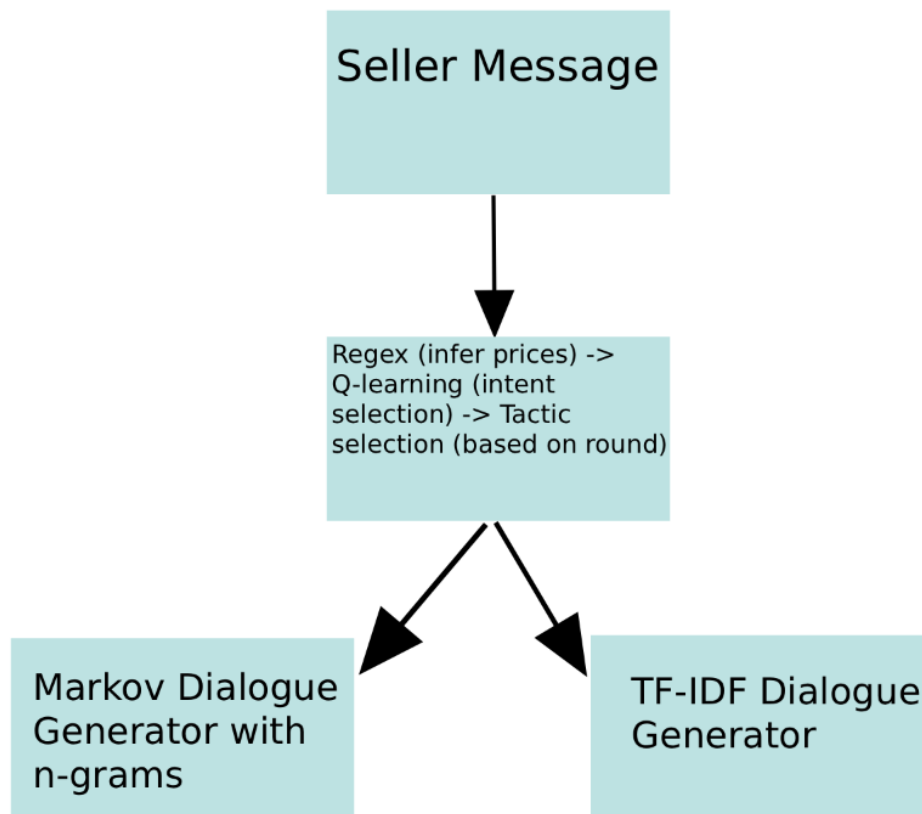 Seller Message
Regex (infer prices) ->
Q-learning (intent
selection) -> Tactic
selection (based on round)
Markov Dialogue
Generator with
n-grams
TF-IDF Dialogue
Generator